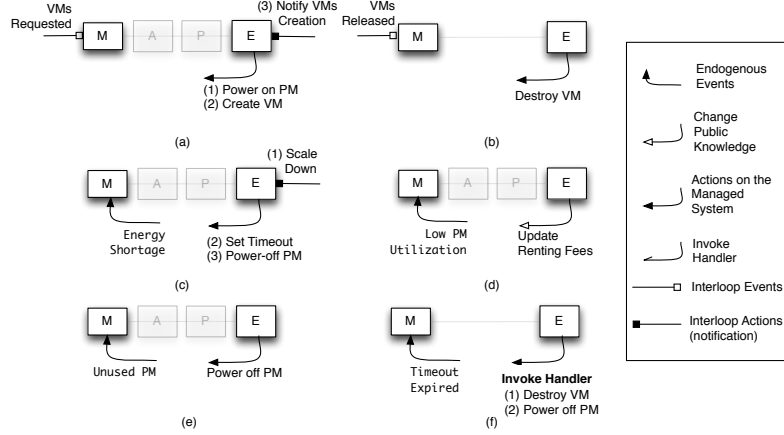 VMs
Requested
M
A
P
E
(3) Notify VMs
Creation
(1) Power on PM
(2) Create VM
(a)
VMs
Released
M
E
Destroy VM
(b)
M
A
P
E
(1) Scale
Down
Energy
Shortage
(2) Set Timeout
(3) Power-off PM
(c)
M
A
P
E
Low PM
Utilization
Update
Renting Fees
(d)
M
A
P
E
Unused PM
Power off PM
(e)
M
E
Timeout
Expired
Invoke Handler
(1) Destroy VM
(2) Power off PM
(f)
Endogenous
Events
Change
Public
Knowledge
Actions on the
Managed
System
Invoke
Handler
Interloop Events
Interloop Actions
(notification)